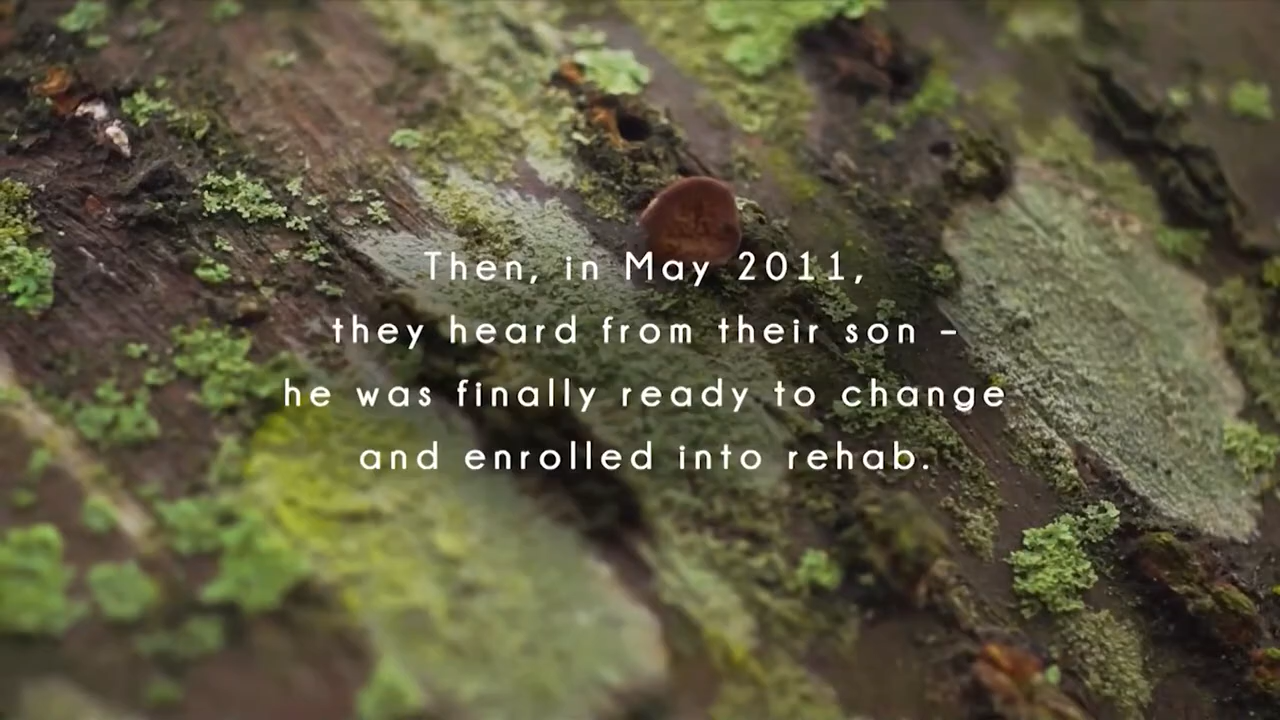 Then, in May 2011,
they heard from their son –
he was finally ready to change
and enrolled into rehab.